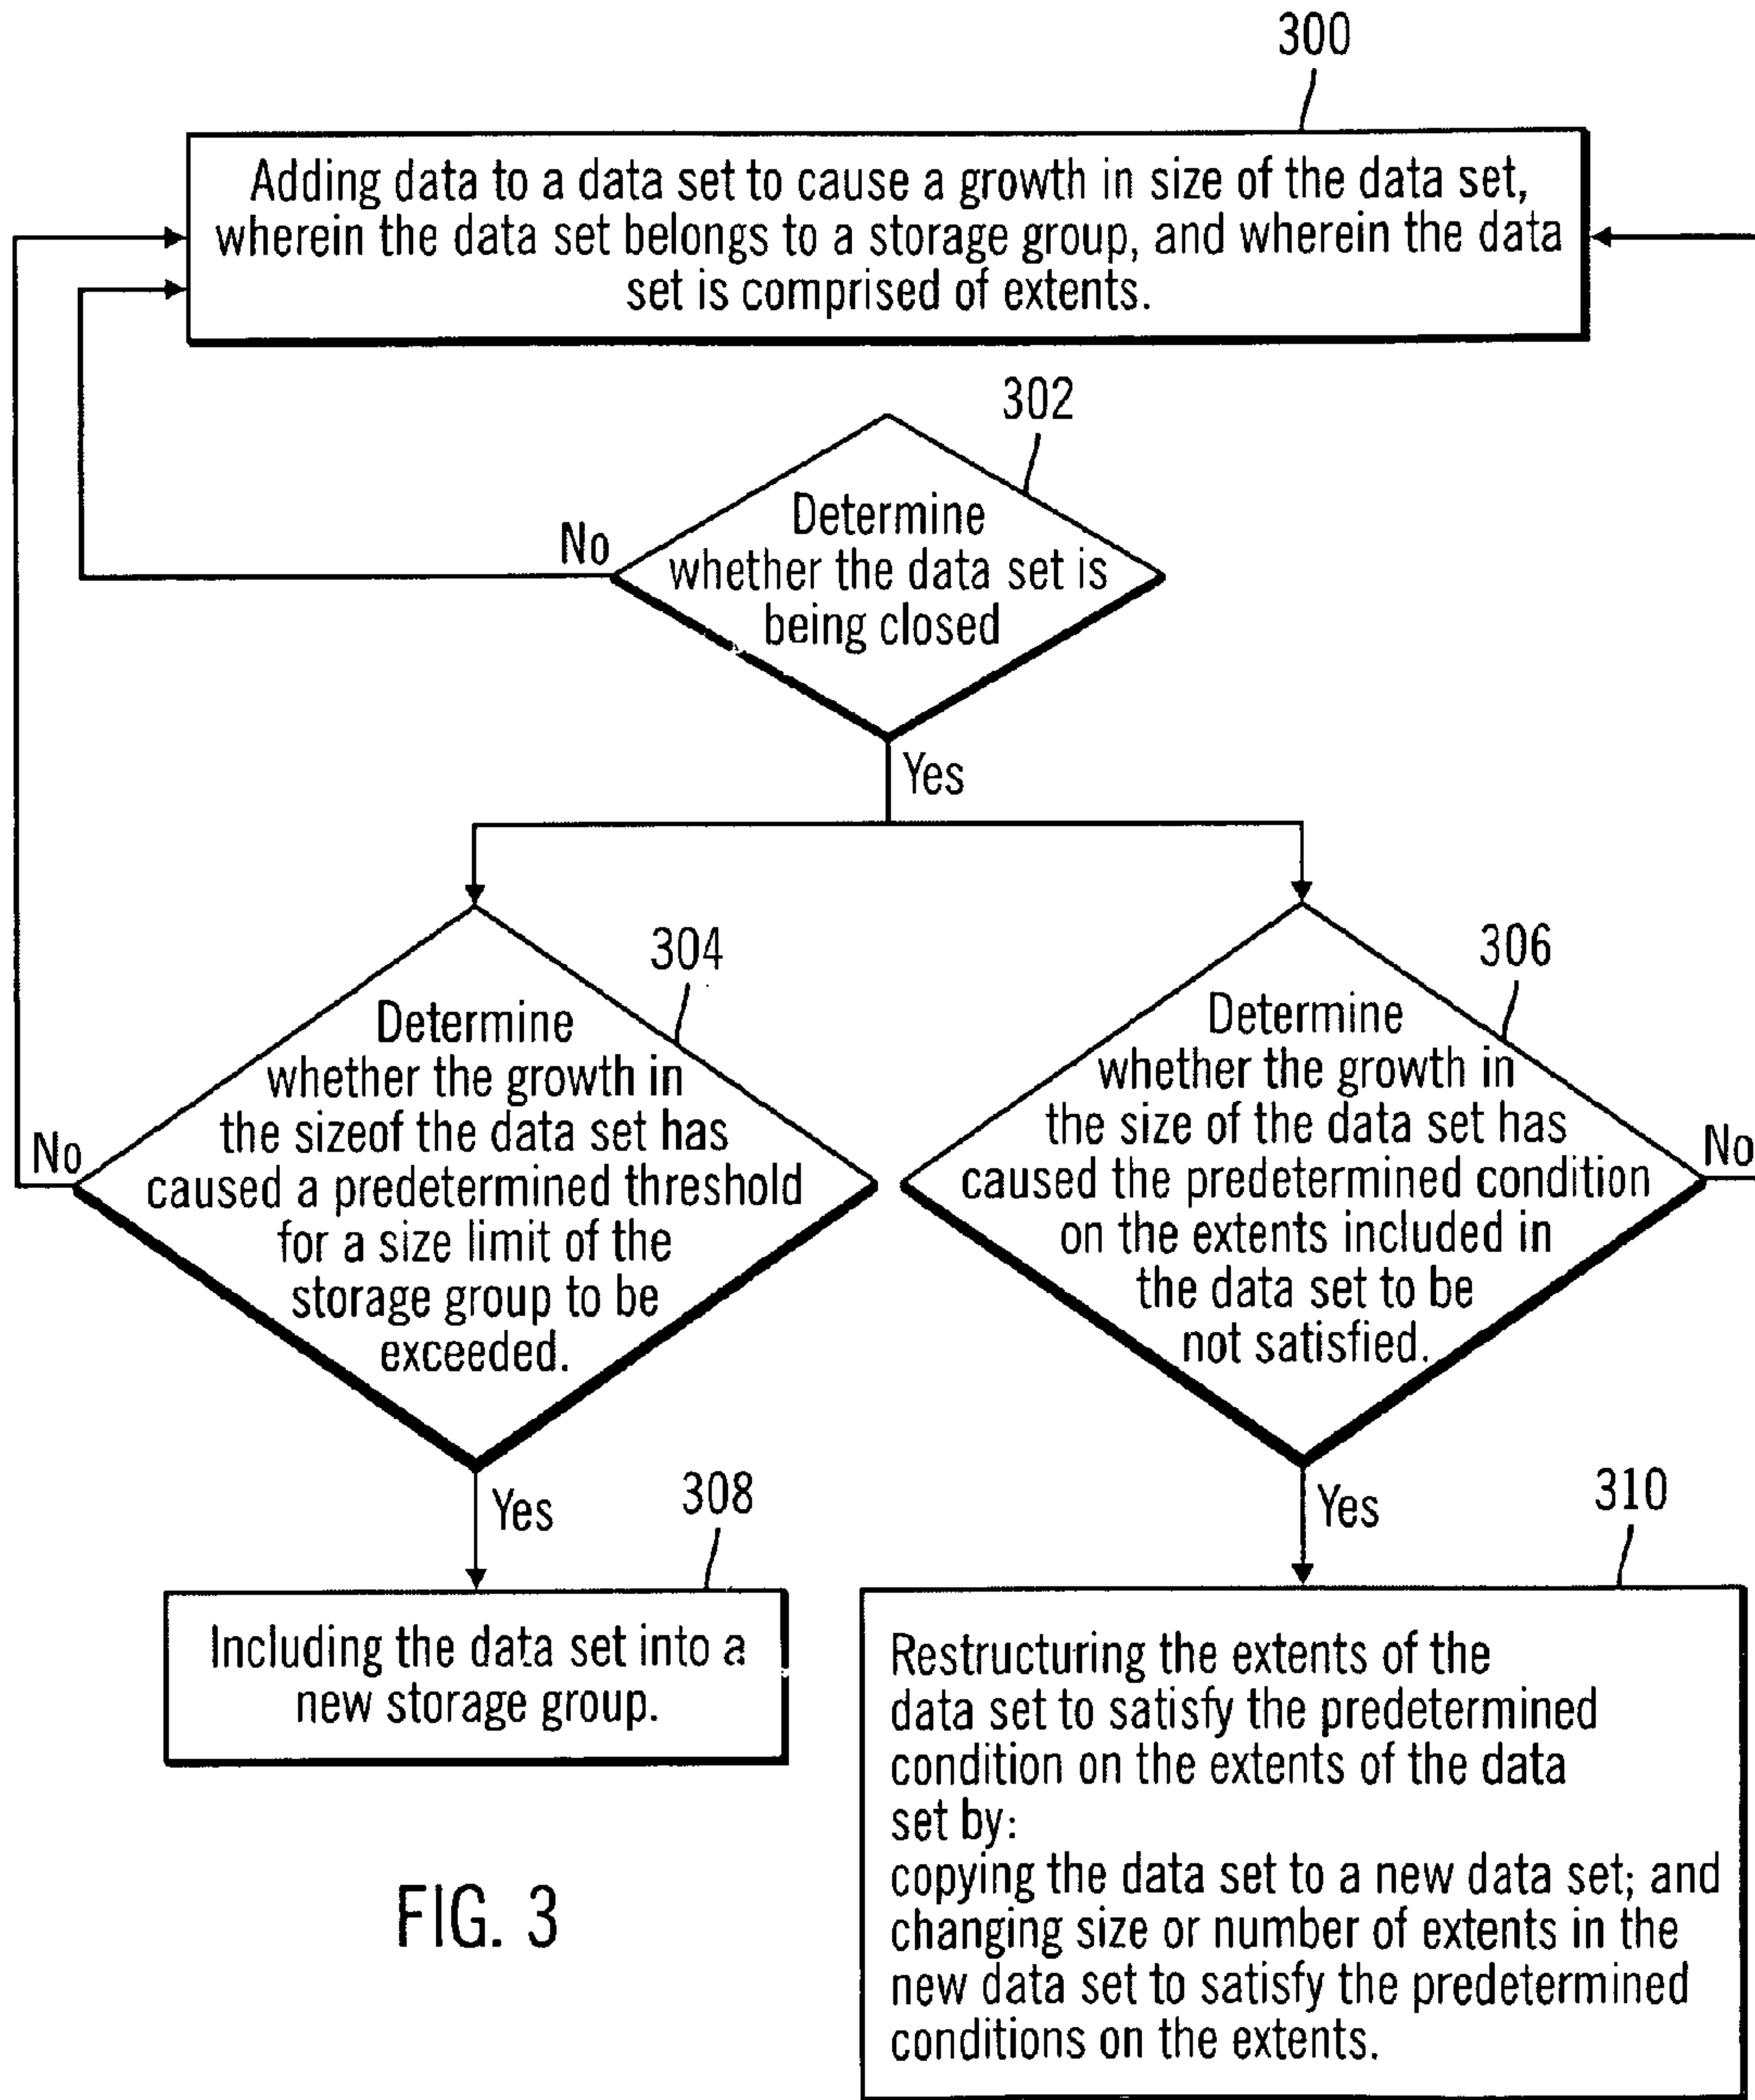 300
Adding data to a data set to cause a growth in size of the data set,
wherein the data set belongs to a storage group, and wherein the data
set is comprised of extents.
302
Determine
whether the data set is
being closed
No
Yes
304
Determine
whether the growth in
the sizeof the data set has
caused a predetermined threshold
for a size limit of the
storage group to be
exceeded.
No
Yes
306
Determine
whether the growth in
the size of the data set has
caused the predetermined condition
on the extents included in
the data set to be
not satisfied.
No
Yes
308
Including the data set into a
new storage group.
310
Restructuring the extents of the
data set to satisfy the predetermined
condition on the extents of the data
set by:
copying the data set to a new data set; and
changing size or number of extents in the
new data set to satisfy the predetermined
conditions on the extents.
FIG. 3